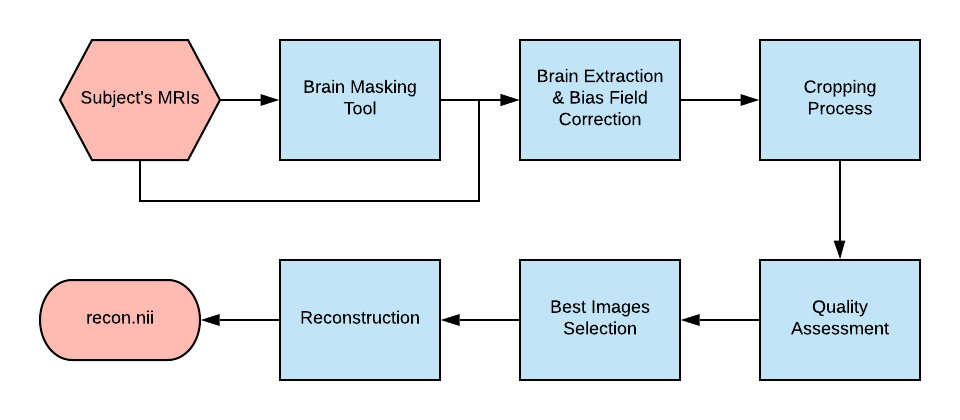 Subject's MRIs
Brain Masking
Tool
Brain Extraction
& Bias Field
Correction
Cropping
Process
Quality
Assessment
Best Images
Selection
Reconstruction
recon.nii